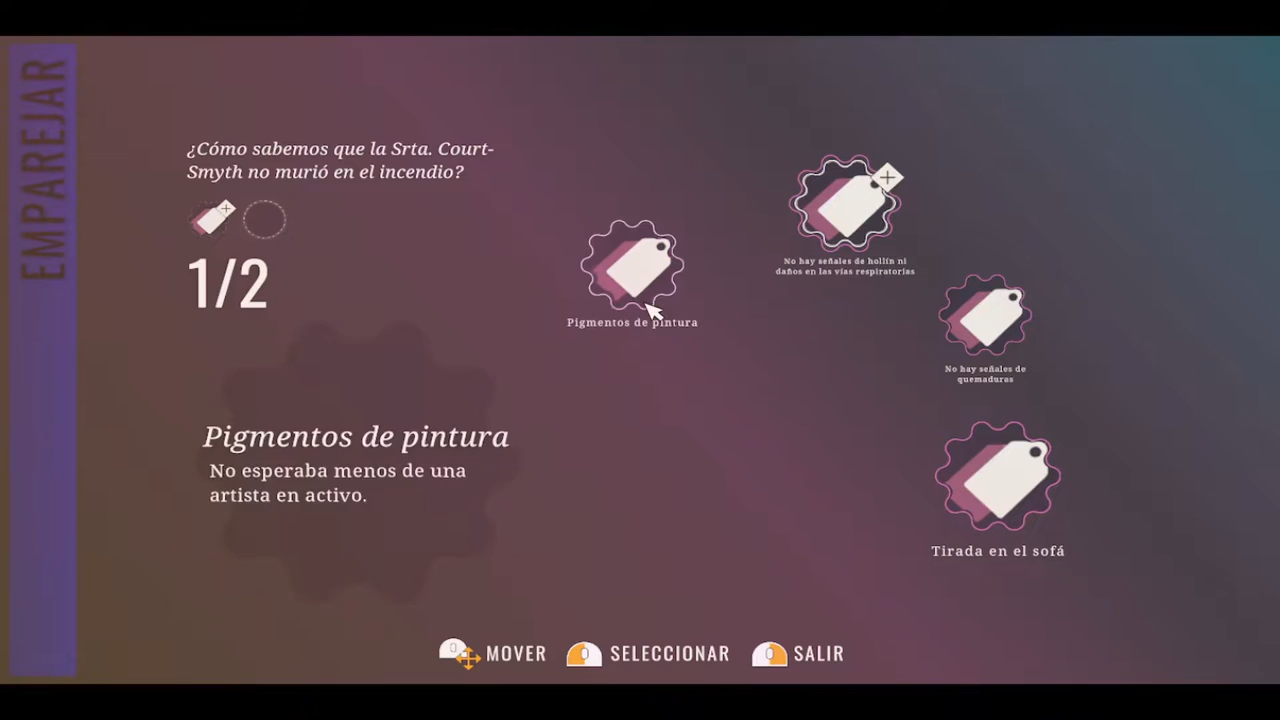 EMPAREJAR
¿Cómo sabemos que la Srta. Court-
Smyth no murió en el incendio?
1/2
Pigmentos de pintura
No hay señales de hollín ni
daños en las vías respiratorias
No hay señales de
quemaduras
Tirada en el sofá
Pigmentos de pintura
No esperaba menos de una
artista en activo.
MOVER
SELECCIONAR
SALIR